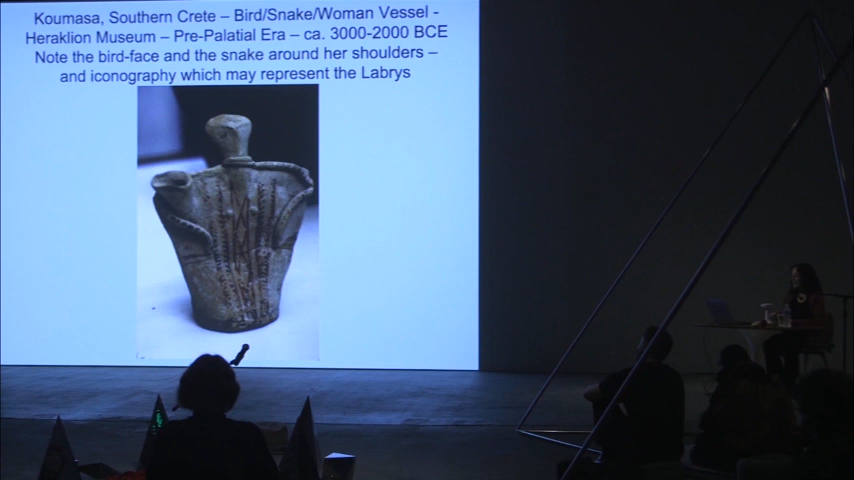 Koumasa, Southern Crete – Bird/Snake/Woman Vessel -
Heraklion Museum – Pre-Palatial Era – ca. 3000-2000 BCE
Note the bird-face and the snake around her shoulders –
and iconography which may represent the Labrys